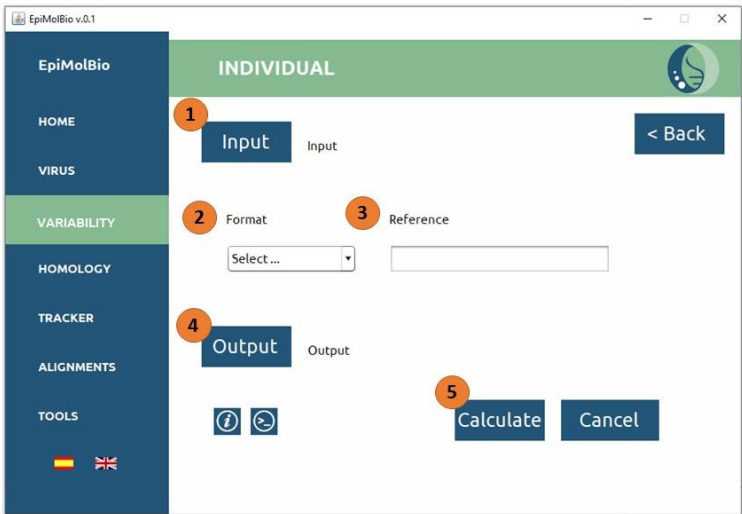 EpiMolBio v.0.1
EpiMolBio
INDIVIDUAL
HOME
VIRUS
VARIABILITY
HOMOLOGY
TRACKER
ALIGNMENTS
TOOLS
1
Input
Input
< Back
2
Format
3
Reference
Select ...
4
Output
Output
i
>_
5
Calculate
Cancel